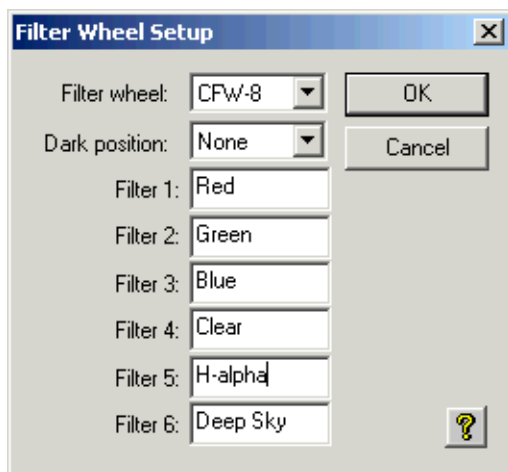 Filter Wheel Setup
Filter wheel: CFW-8 OK
Dark position: None Cancel
Filter 1: Red
Filter 2: Green
Filter 3: Blue
Filter 4: Clear
Filter 5: H-alpha
Filter 6: Deep Sky ?